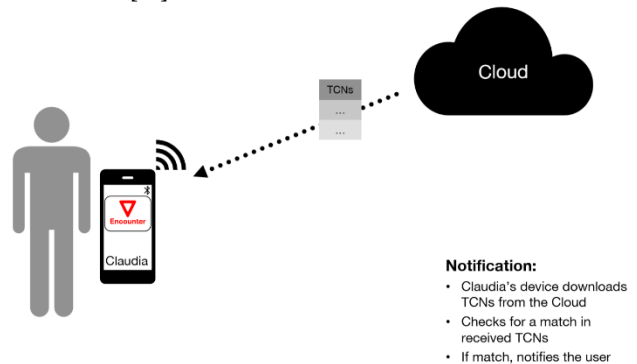 Cloud
TCNs
...
...
Encounter
Claudia
Notification:
• Claudia's device downloads
TCNs from the Cloud
• Checks for a match in
received TCNs
• If match, notifies the user